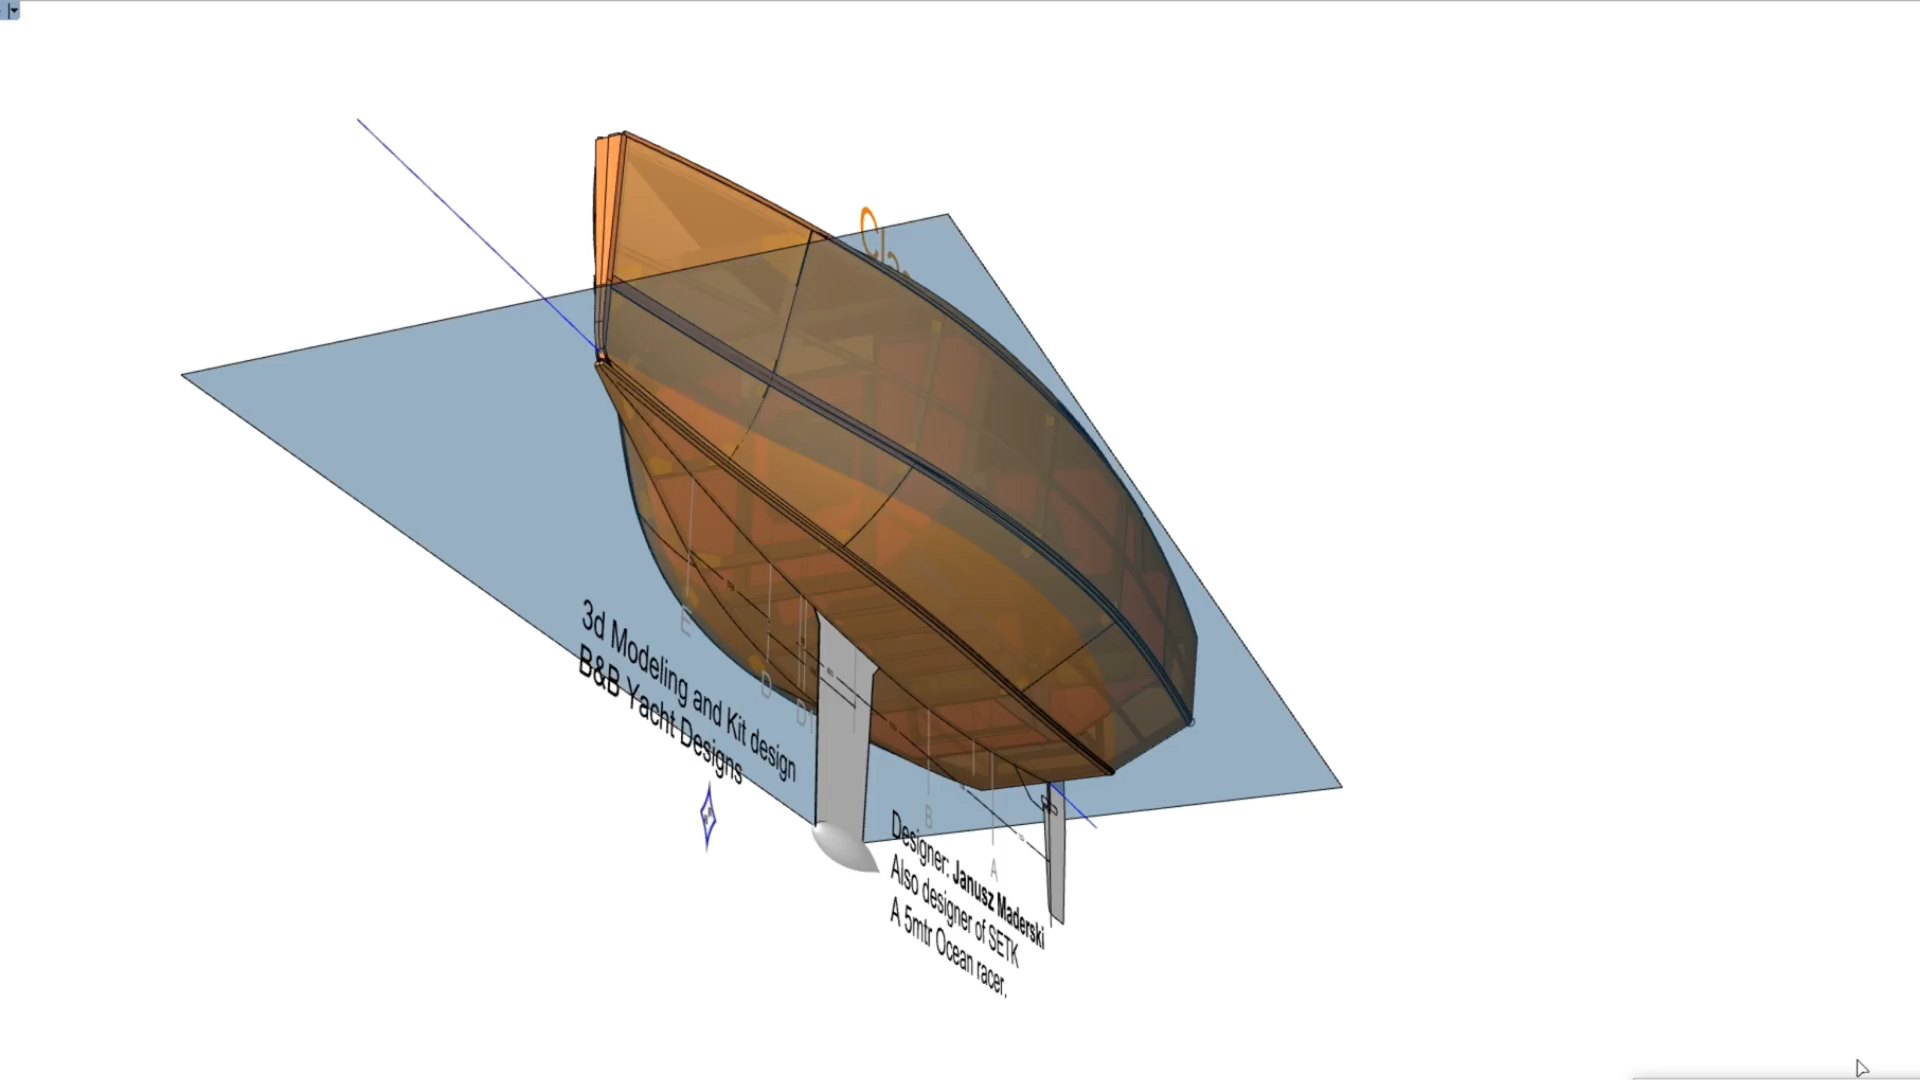 3d Modeling and Kit design
B&B Yacht Designs
Designer: Janusz Maderski
Also designer of SETK
A 5mtr Ocean racer.
E
D
B
A